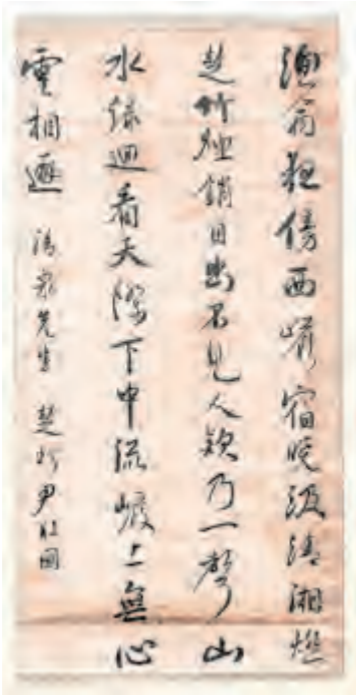 漁翁夜傍西巖宿曉汲清湘燃
楚竹煙銷日出不見人欸乃一聲山
水綠迴看天際下中流巖上無心
雲相逐 先生 楚 尹